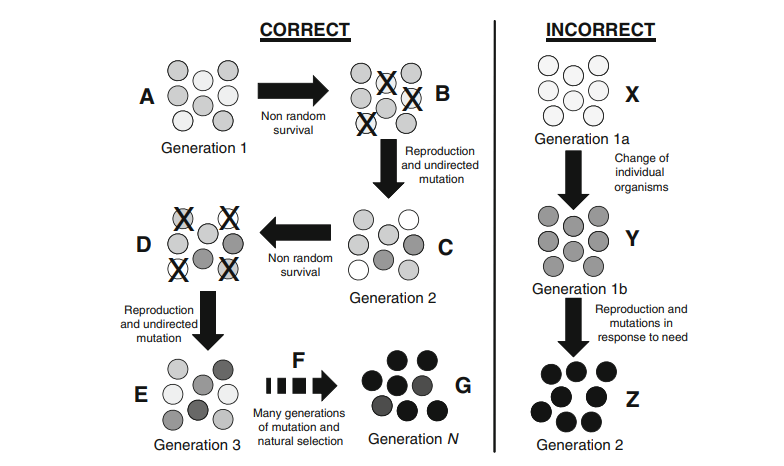 CORRECT
A
Generation 1
Non random
survival
X
X
X
B
Reproduction
and undirected
mutation
C
Generation 2
Non random
survival
X
X
X
X
D
Reproduction
and undirected
mutation
E
Generation 3
F
Many generations
of mutation and
natural selection
G
Generation N
INCORRECT
X
Generation 1a
Change of
individual
organisms
Y
Generation 1b
Reproduction and
mutations in
response to need
Z
Generation 2